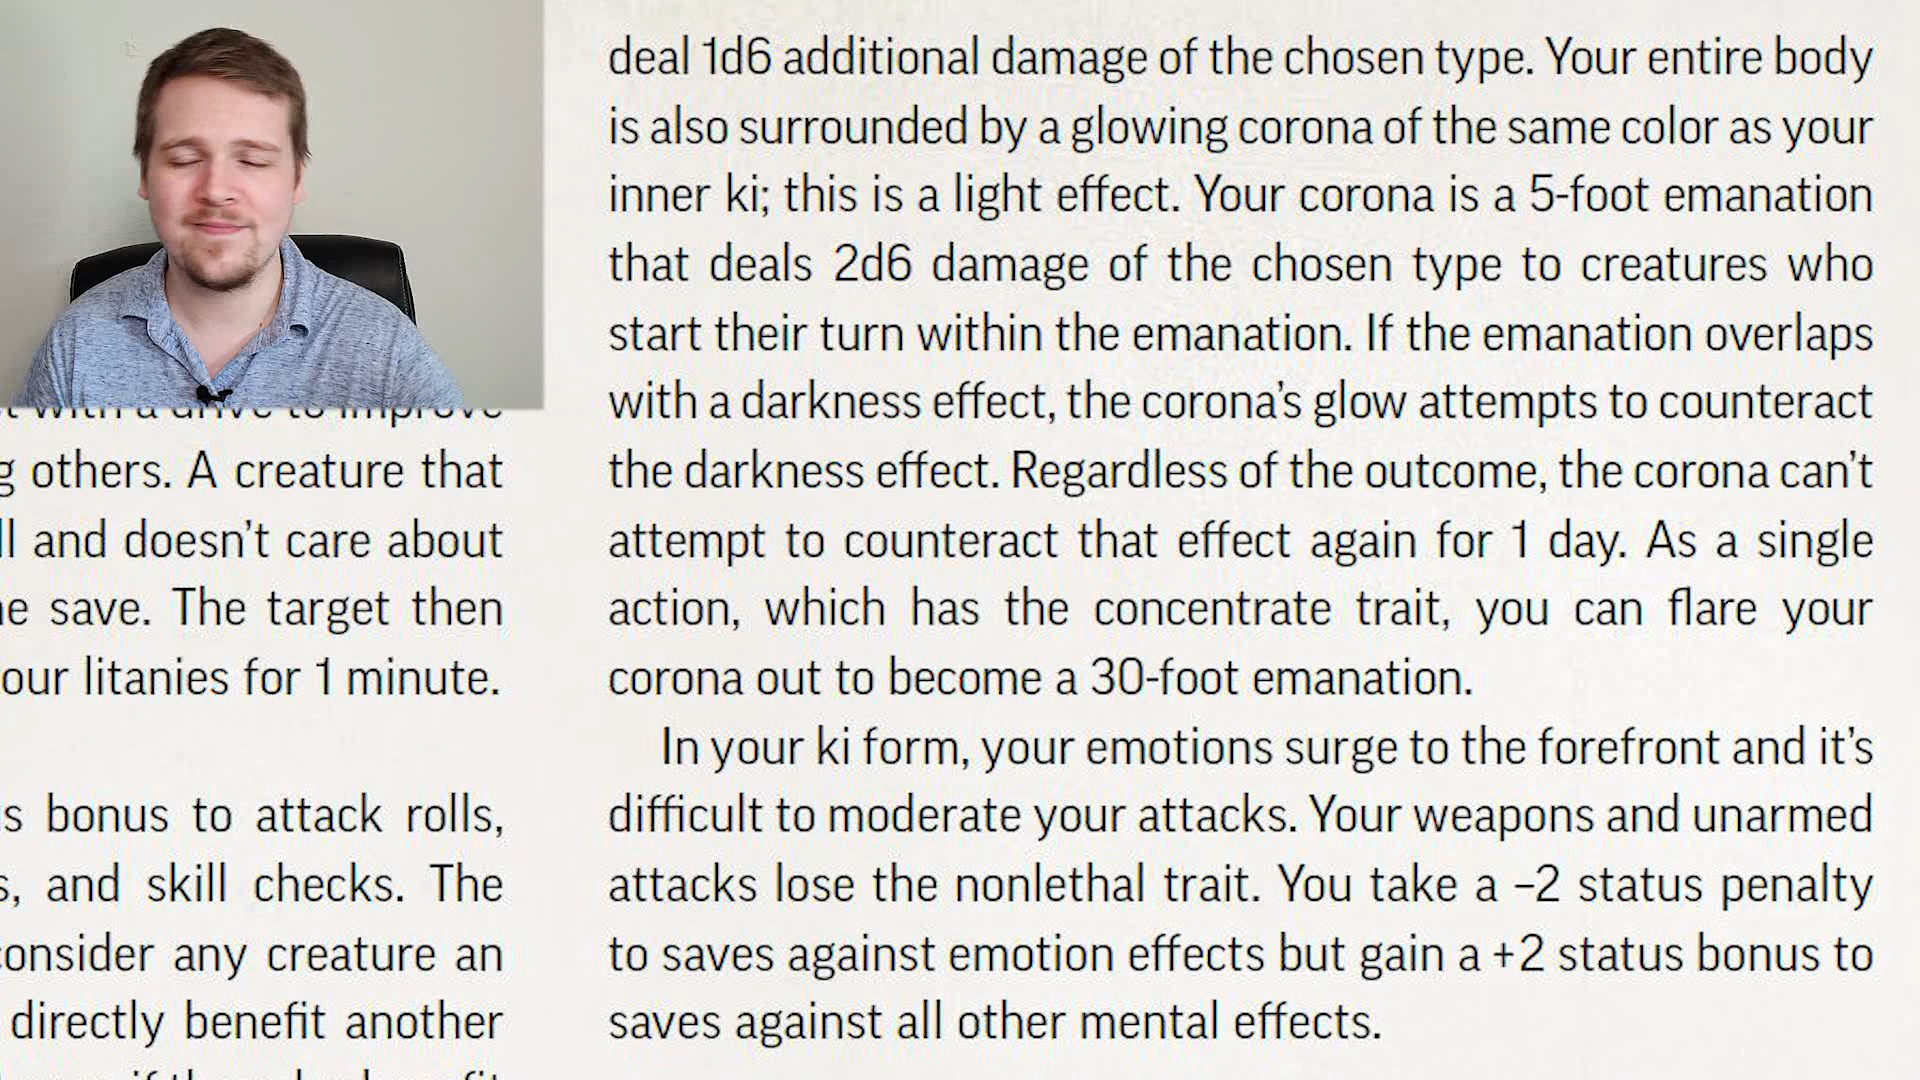 with a drive to improve
others. A creature that
and doesn't care about
save. The target then
our litanies for 1 minute.
bonus to attack rolls,
and skill checks. The
consider any creature an
directly benefit another
deal 1d6 additional damage of the chosen type. Your entire body
is also surrounded by a glowing corona of the same color as your
inner ki; this is a light effect. Your corona is a 5-foot emanation
that deals 2d6 damage of the chosen type to creatures who
start their turn within the emanation. If the emanation overlaps
with a darkness effect, the corona's glow attempts to counteract
the darkness effect. Regardless of the outcome, the corona can't
attempt to counteract that effect again for 1 day. As a single
action, which has the concentrate trait, you can flare your
corona out to become a 30-foot emanation.
In your ki form, your emotions surge to the forefront and it's
difficult to moderate your attacks. Your weapons and unarmed
attacks lose the nonlethal trait. You take a –2 status penalty
to saves against emotion effects but gain a +2 status bonus to
saves against all other mental effects.